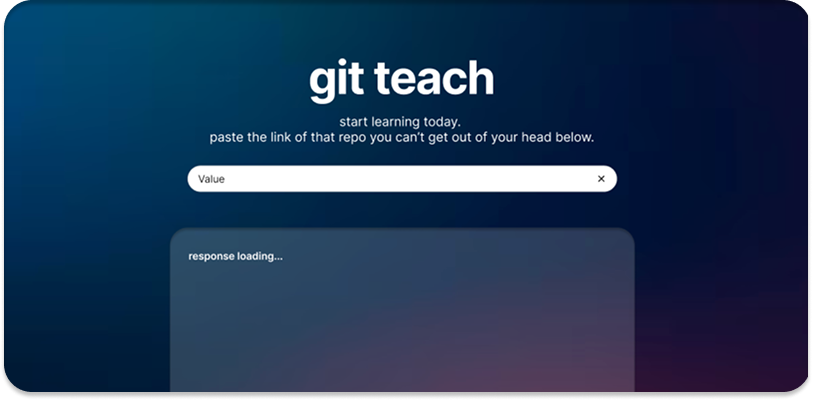 git teach
start learning today.
paste the link of that repo you can't get out of your head below.
Value ×
response loading...